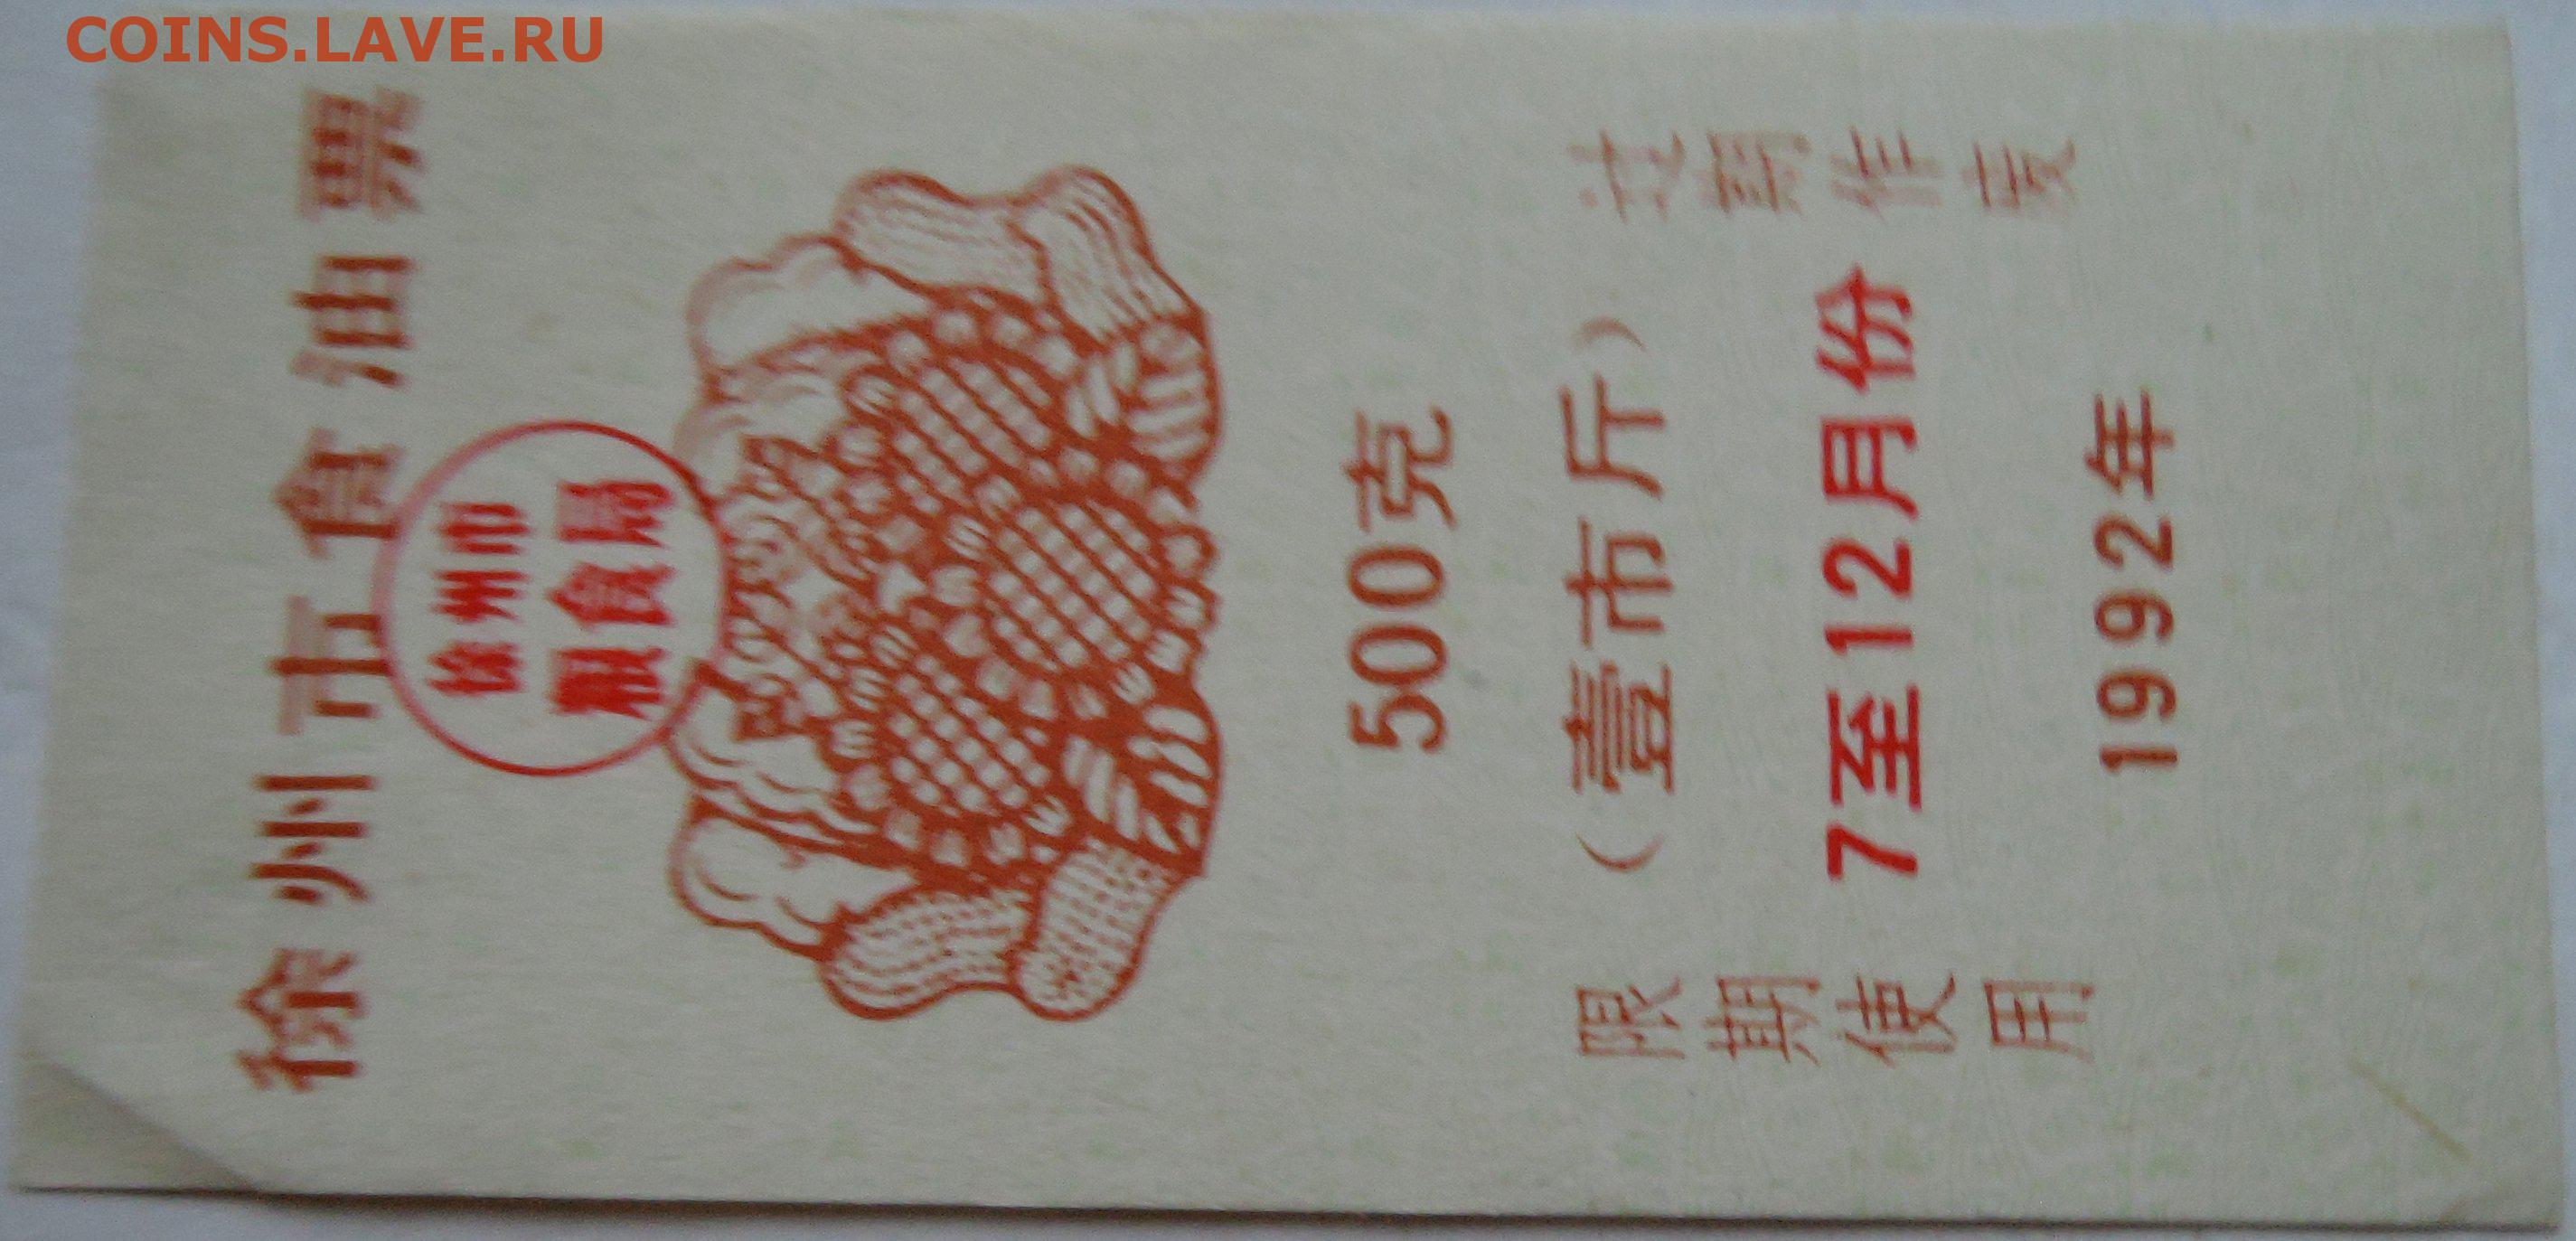 COINS.LAVE.RU
徐州市食油票
徐州市
粮食局
500克
（壹市斤）
限期使用
7至12月份
过期作废
1992年